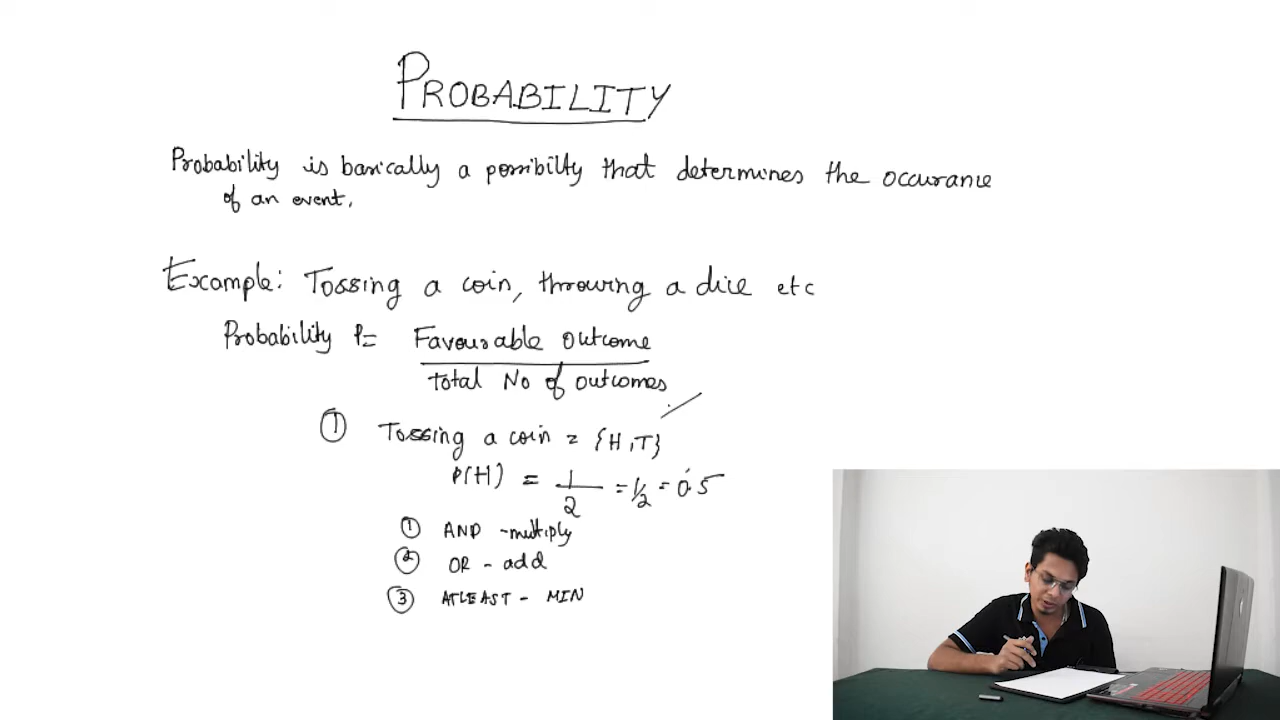 PROBABILITY
Probability is basically a possibilty that determines the occurance
of an event.
Example: Tossing a coin, throwing a dice etc
Probability P= Favourable outcome
Total No of outcomes
① Tossing a coin = {H,T}
P(H) = 1/2 = 1/2 = 0.5
① AND - multiply
② OR - add
③ ATLEAST - MIN